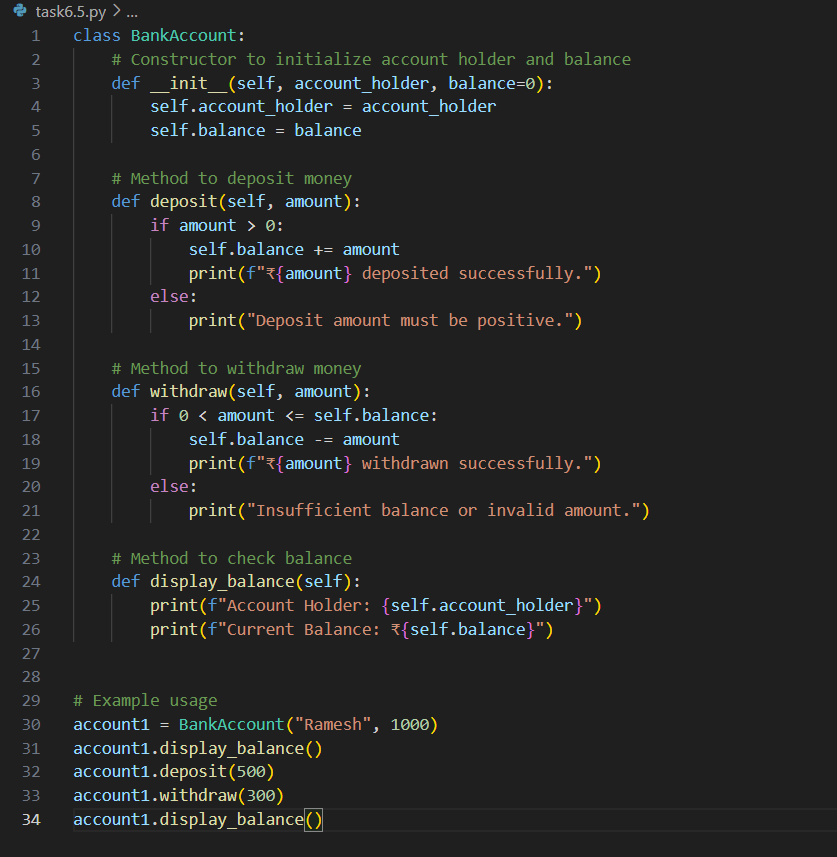 task6.5.py > ...
1 class BankAccount:
2     # Constructor to initialize account holder and balance
3     def __init__(self, account_holder, balance=0):
4         self.account_holder = account_holder
5         self.balance = balance
6
7     # Method to deposit money
8     def deposit(self, amount):
9         if amount > 0:
10             self.balance += amount
11             print(f"₹{amount} deposited successfully.")
12         else:
13             print("Deposit amount must be positive.")
14
15     # Method to withdraw money
16     def withdraw(self, amount):
17         if 0 < amount <= self.balance:
18             self.balance -= amount
19             print(f"₹{amount} withdrawn successfully.")
20         else:
21             print("Insufficient balance or invalid amount.")
22
23     # Method to check balance
24     def display_balance(self):
25         print(f"Account Holder: {self.account_holder}")
26         print(f"Current Balance: ₹{self.balance}")
27
28
29 # Example usage
30 account1 = BankAccount("Ramesh", 1000)
31 account1.display_balance()
32 account1.deposit(500)
33 account1.withdraw(300)
34 account1.display_balance()